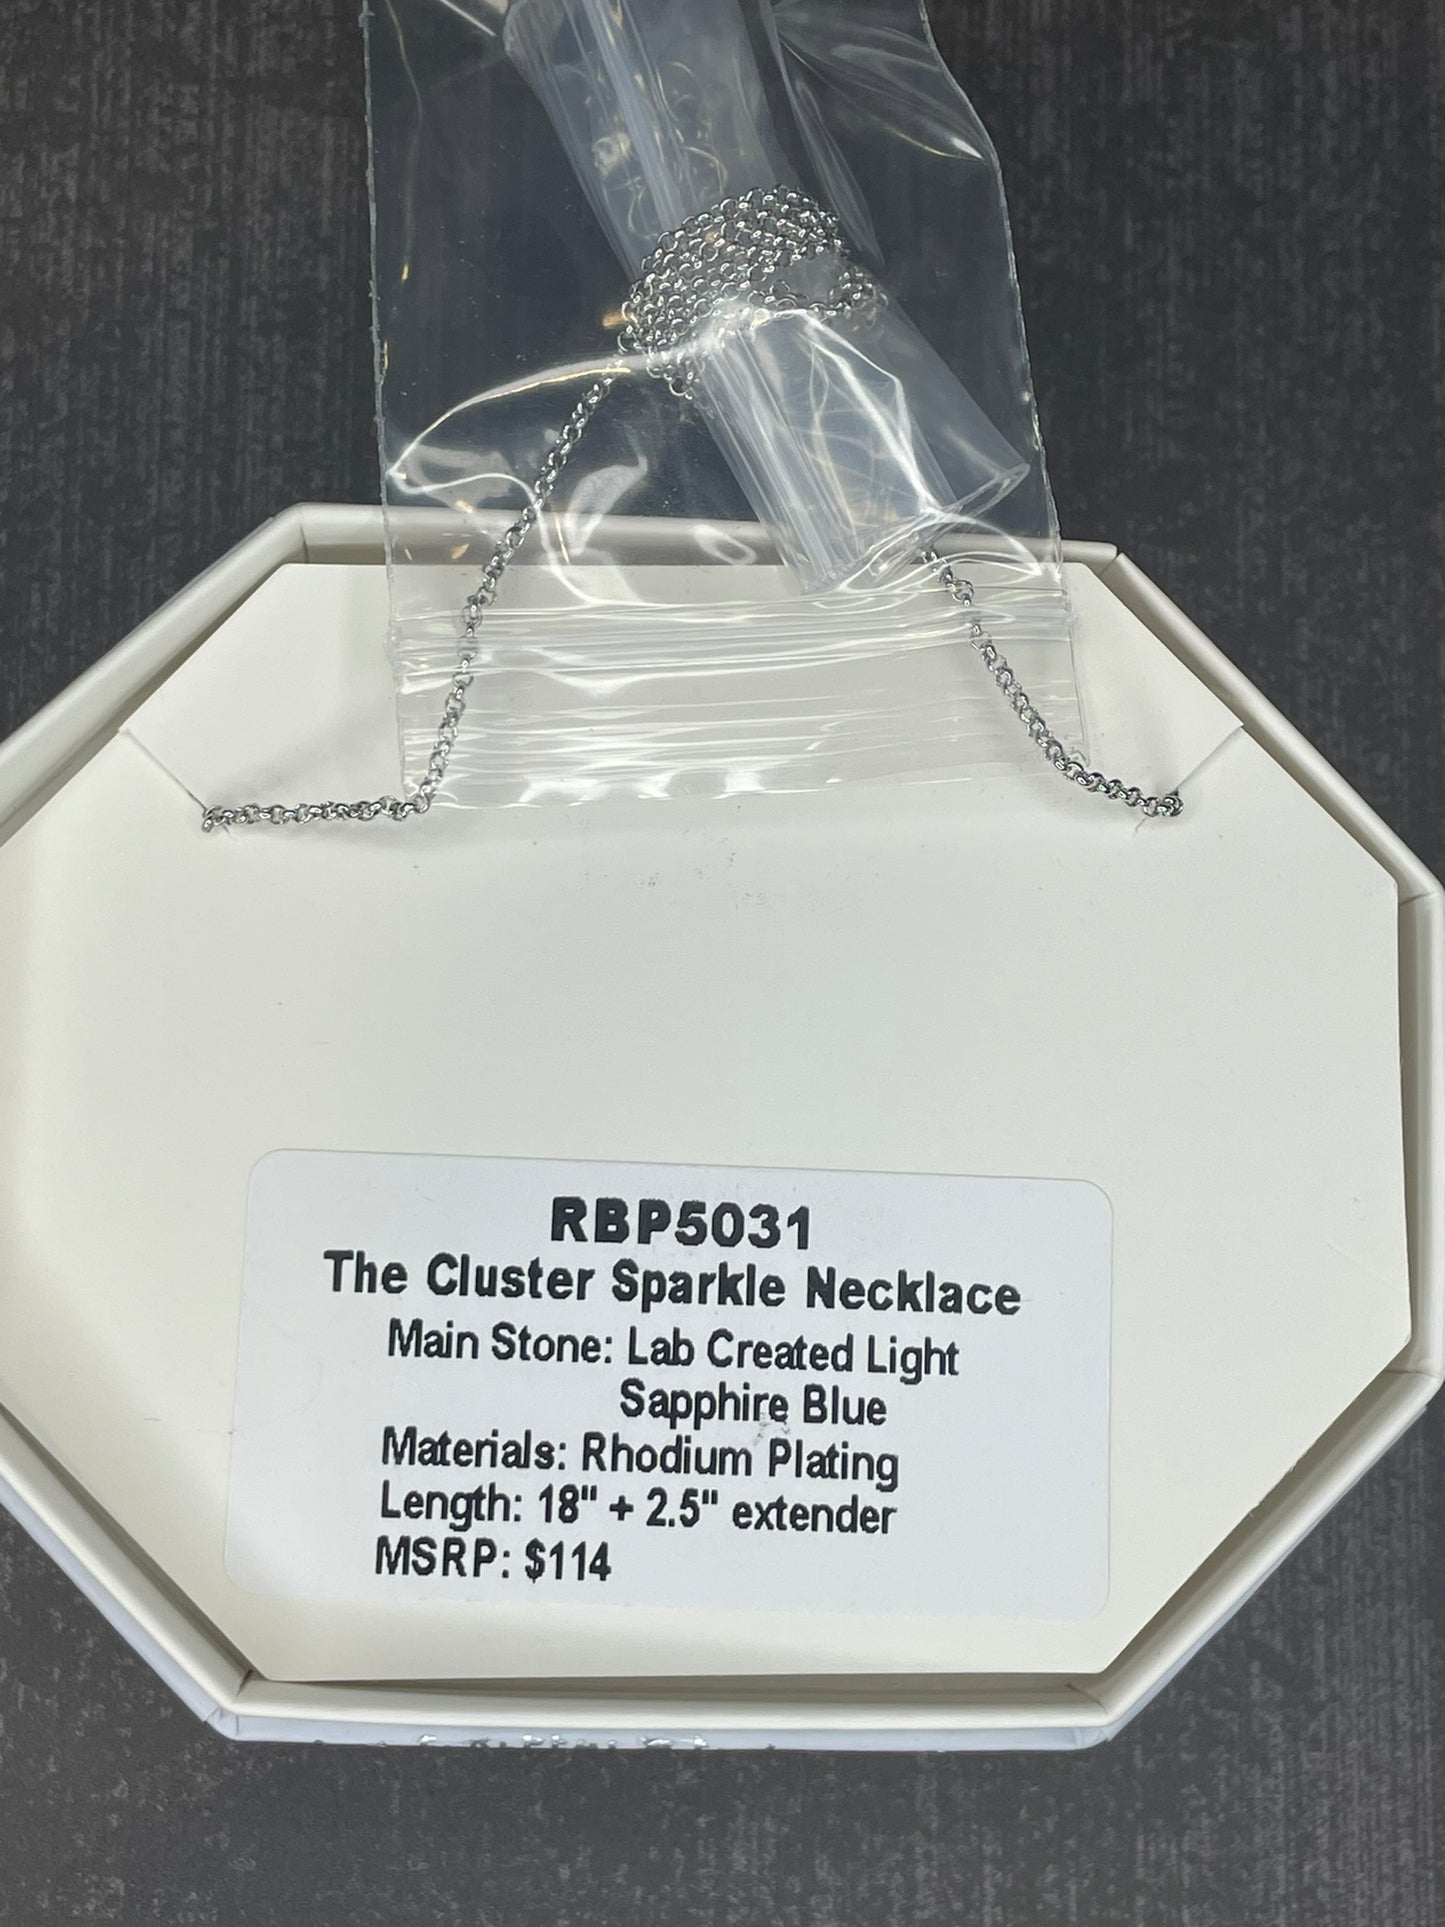 RBP5031
The Cluster Sparkle Necklace
Main Stone: Lab Created Light
Sapphire Blue
Materials: Rhodium Plating
Length: 18" + 2.5" extender
MSRP: $114